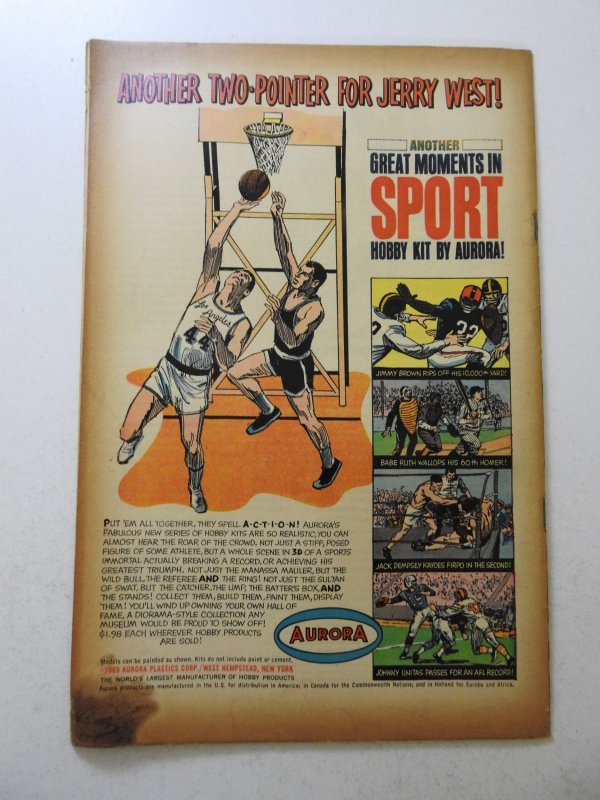 ANOTHER TWO-POINTER FOR JERRY WEST!
ANOTHER
GREAT MOMENTS IN
SPORT
HOBBY KIT BY AURORA!
Los Angeles
44
32
JIMMY BROWN RIPS OFF HIS 10,000th YARD!
BABE RUTH WALLOPS HIS 60th HOMER!
JACK DEMPSEY KAYOES FIRPO IN THE SECOND!
JOHNNY UNITAS PASSES FOR AN AFL RECORD!
PUT 'EM ALL TOGETHER, THEY SPELL A-C-T-I-O-N! AURORA'S
FABULOUS NEW SERIES OF HOBBY KITS ARE SO REALISTIC, YOU CAN
ALMOST HEAR THE ROAR OF THE CROWD. NOT JUST A STIFF, POSED
FIGURE OF SOME ATHLETE, BUT A WHOLE SCENE IN 3D OF A SPORTS
IMMORTAL ACTUALLY BREAKING A RECORD, OR ACHIEVING HIS
GREATEST TRIUMPH. NOT JUST THE MANASSA MAULER, BUT THE
WILD BULL, THE REFEREE AND THE RING! NOT JUST THE SULTAN
OF SWAT, BUT THE CATCHER, THE UMP, THE BATTER'S BOX, AND
THE STANDS! COLLECT THEM, BUILD THEM, PAINT THEM, DISPLAY
THEM! YOU'LL WIND UP OWNING YOUR OWN HALL OF
FAME, A DIORAMA-STYLE COLLECTION ANY
MUSEUM WOULD BE PROUD TO SHOW OFF!
$1.98 EACH WHEREVER HOBBY PRODUCTS
ARE SOLD!
AURORA
Models can be painted as shown. Kits do not include paint or cement.
1965 AURORA PLASTICS CORP./WEST HEMPSTEAD, NEW YORK
THE WORLD'S LARGEST MANUFACTURER OF HOBBY PRODUCTS
Aurora products are manufactured in the U.S. for distribution in America; in Canada for the Commonwealth Nations; and in Holland for Europe and Africa.